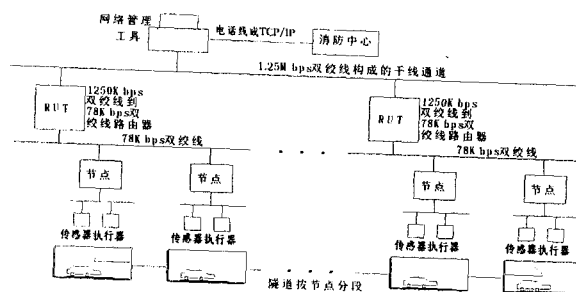 网络管理
工具
电话线或TCP/IP
消防中心
1.25M bps双绞线构成的干线通道
RUT
1250K bps
双绞线到
78K bps双
绞线路由器
RUT
1250K bps
双绞线到
78K bps双
绞线路由器
78K bps双绞线
78K bps双绞线
节点
节点
节点
节点
传感器执行器
传感器执行器
传感器执行器
传感器执行器
隧道按节点分段